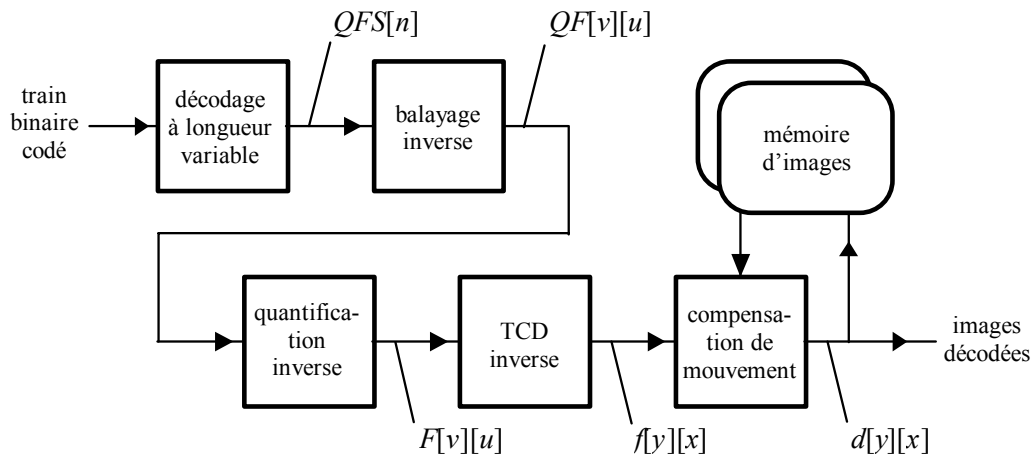 QFS[n]
QF[v][u]
train
binaire
codé
décodage
à longueur
variable
balayage
inverse
mémoire
d'images
quantifica-
tion
inverse
TCD
inverse
compensa-
tion de
mouvement
images
décodées
F[v][u]
f[y][x]
d[y][x]